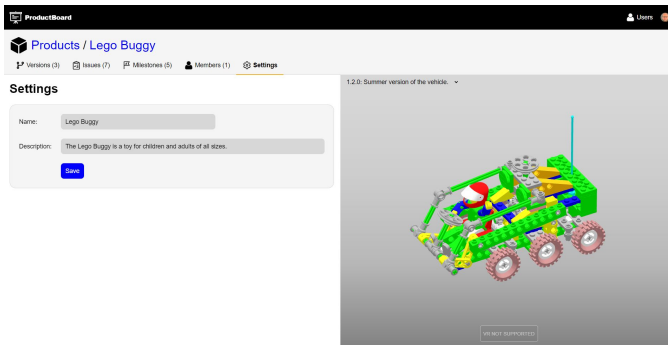 ProductBoard
Users
Products / Lego Buggy
Versions (3)
Issues (7)
Milestones (5)
Members (1)
Settings
Settings
1.2.0: Summer version of the vehicle.
Name:
Lego Buggy
Description:
The Lego Buggy is a toy for children and adults of all sizes.
Save
VR NOT SUPPORTED